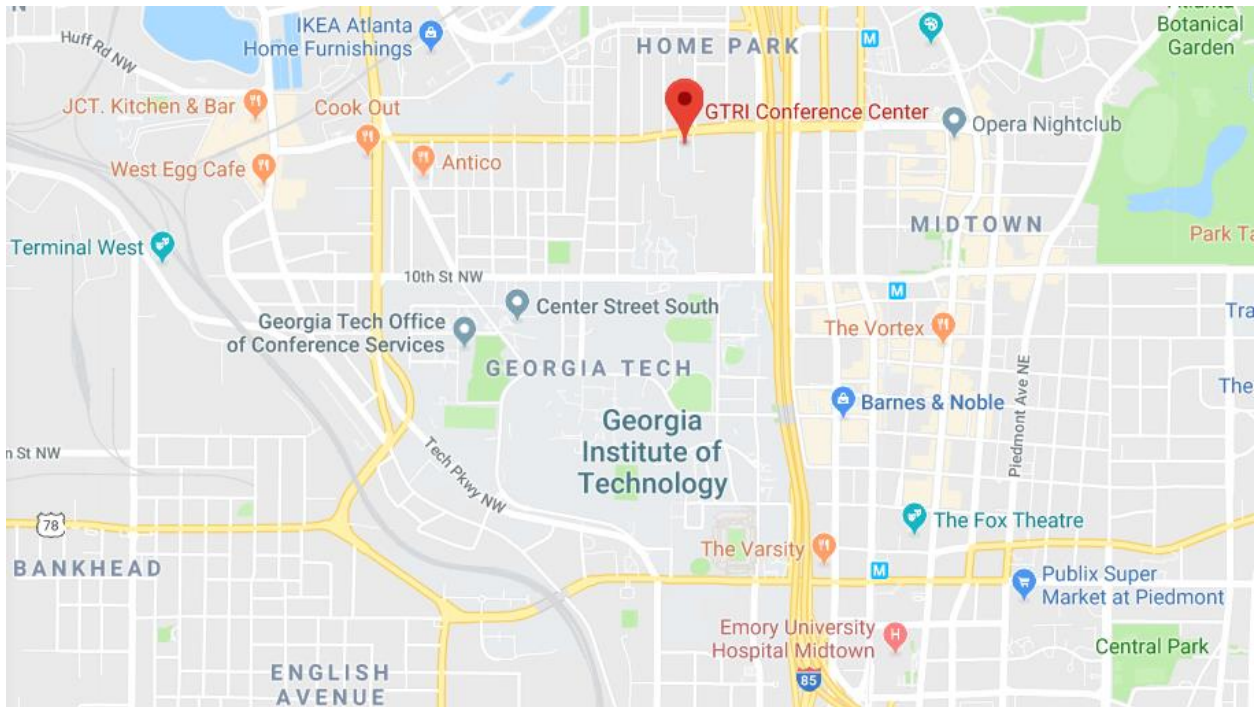 N
IKEA Atlanta
Home Furnishings
Huff Rd NW
HOME PARK
M
Botanical
Garden
JCT. Kitchen & Bar
Cook Out
GTRI Conference Center
Opera Nightclub
West Egg Cafe
Antico
MIDTOWN
Terminal West
Park Ta
10th St NW
M
Center Street South
Georgia Tech Office
of Conference Services
The Vortex
Tra
GEORGIA TECH
The
Barnes & Noble
Georgia
Institute of
Technology
Piedmont Ave NE
n St NW
Tech Pkwy NW
78
The Fox Theatre
The Varsity
BANKHEAD
M
Publix Super
Market at Piedmont
Emory University
Hospital Midtown
H
Central Park
ENGLISH
AVENUE
85